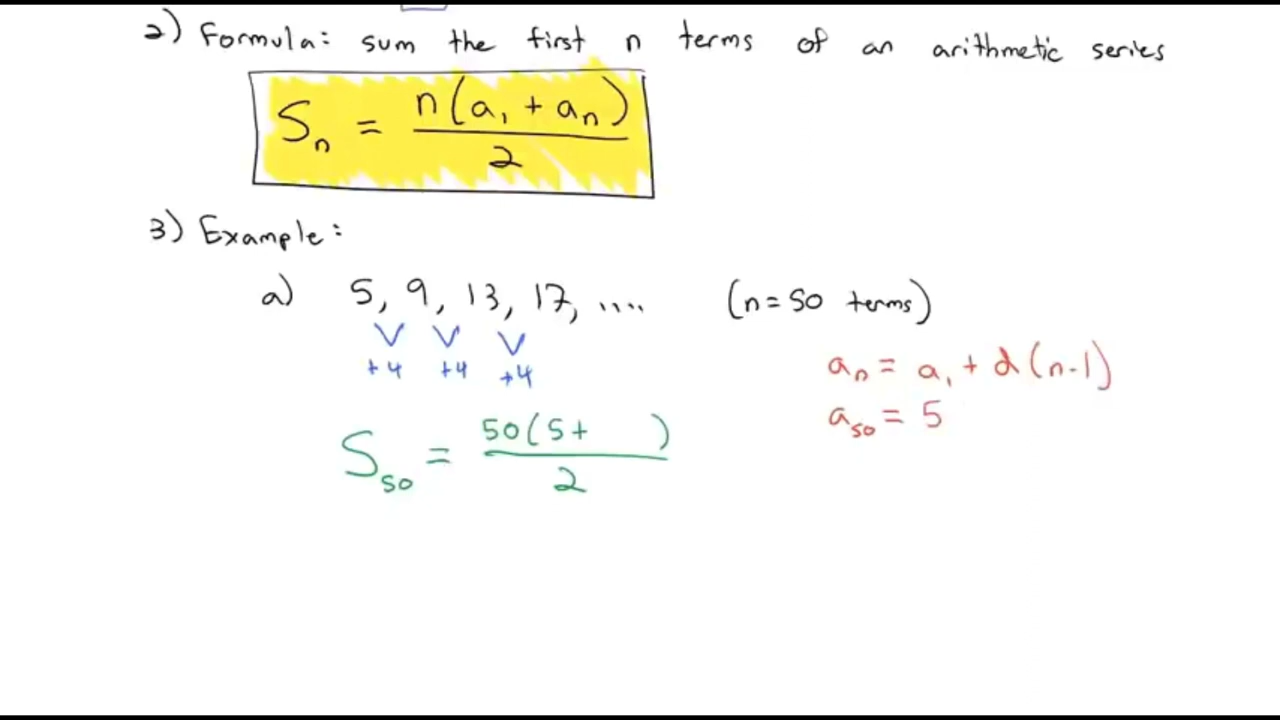 2) Formula: sum the first n terms of an arithmetic series
Sₙ = n(a₁ + aₙ) / 2
3) Example:
a) 5, 9, 13, 17, .... (n=50 terms)
+4 +4 +4
aₙ = a₁ + d(n-1)
a₅₀ = 5
S₅₀ = 50(5+ ) / 2